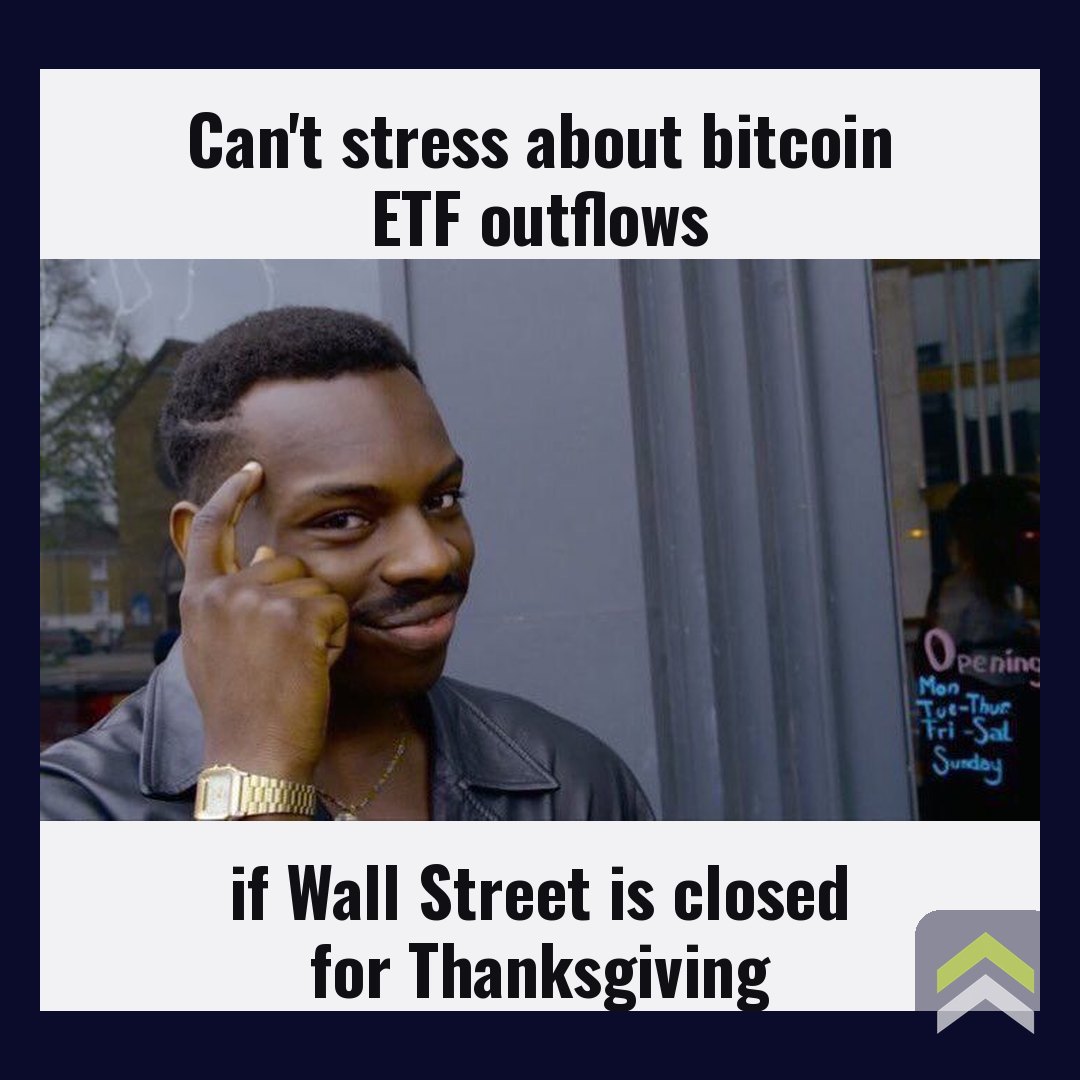 Can't stress about bitcoin
ETF outflows
Opening
Mon
Tue-Thur
Fri-Sat
Sunday
if Wall Street is closed
for Thanksgiving